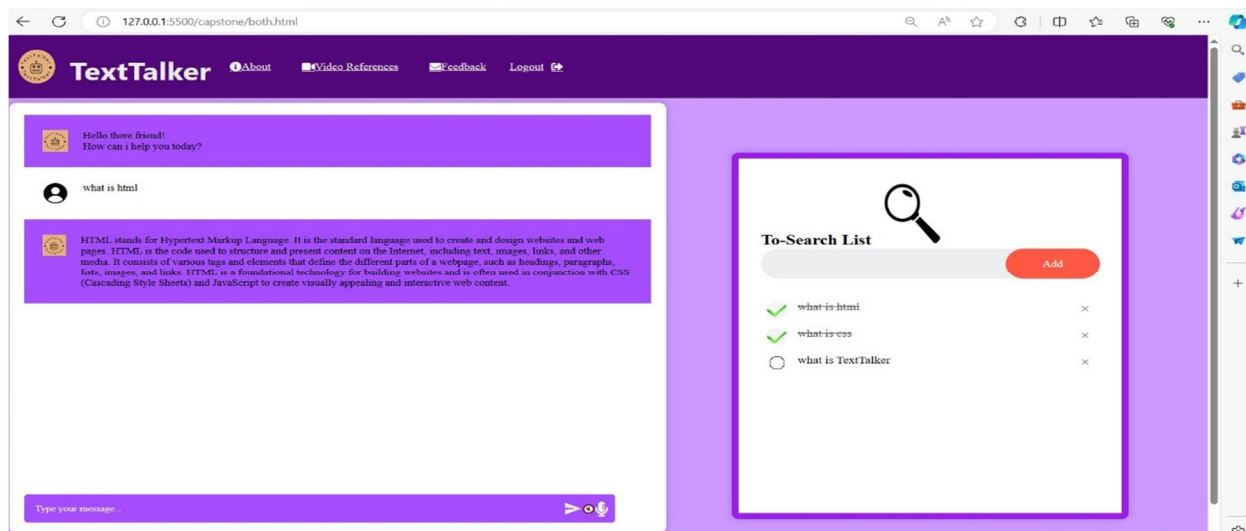 127.0.0.1:5500/capstone/both.html
TextTalker
About
Video References
Feedback
Logout
Hello there friend!
How can i help you today?
what is html
HTML stands for Hypertext Markup Language. It is the standard language used to create and design websites and web
pages. HTML is the code used to structure and present content on the Internet, including text, images, links, and other
media. It consists of various tags and elements that define the different parts of a webpage, such as headings, paragraphs,
lists, images, and links. HTML is a foundational technology for building websites and is often used in conjunction with CSS
(Cascading Style Sheets) and JavaScript to create visually appealing and interactive web content.
Type your message...
To-Search List
Add
what is html
×
what is css
×
what is TextTalker
×